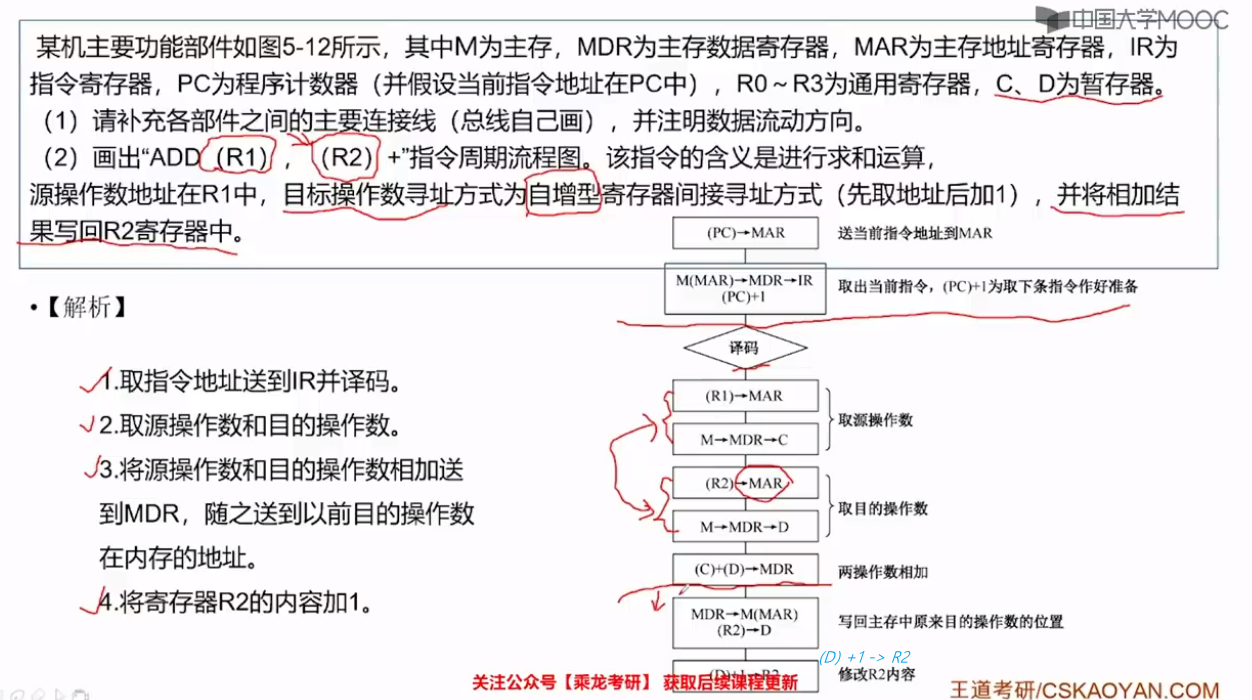 中国大学MOOC
某机主要功能部件如图5-12所示，其中M为主存，MDR为主存数据寄存器，MAR为主存地址寄存器，IR为
指令寄存器，PC为程序计数器（并假设当前指令地址在PC中），R0～R3为通用寄存器，C、D为暂存器。
（1）请补充各部件之间的主要连接线（总线自己画），并注明数据流动方向。
（2）画出“ADD（R1），（R2）+”指令周期流程图。该指令的含义是进行求和运算，
源操作数地址在R1中，目标操作数寻址方式为自增型寄存器间接寻址方式（先取地址后加1），并将相加结
果写回R2寄存器中。
(PC)→MAR 送当前指令地址到MAR
M(MAR)→MDR→IR
(PC)+1
取出当前指令，(PC)+1为取下条指令作好准备
•【解析】
译码
1.取指令地址送到IR并译码。
2.取源操作数和目的操作数。
3.将源操作数和目的操作数相加送
到MDR，随之送到以前目的操作数
在内存的地址。
4.将寄存器R2的内容加1。
(R1)→MAR
M→MDR→C
取源操作数
(R2)→MAR
M→MDR→D
取目的操作数
(C)+(D)→MDR 两操作数相加
MDR→M(MAR)
(R2)→D
写回主存中原来目的操作数的位置
(D) +1 -> R2
(D)+1→R2 修改R2内容
关注公众号【乘龙考研】 获取后续课程更新
王道考研/CSKAOYAN.COM